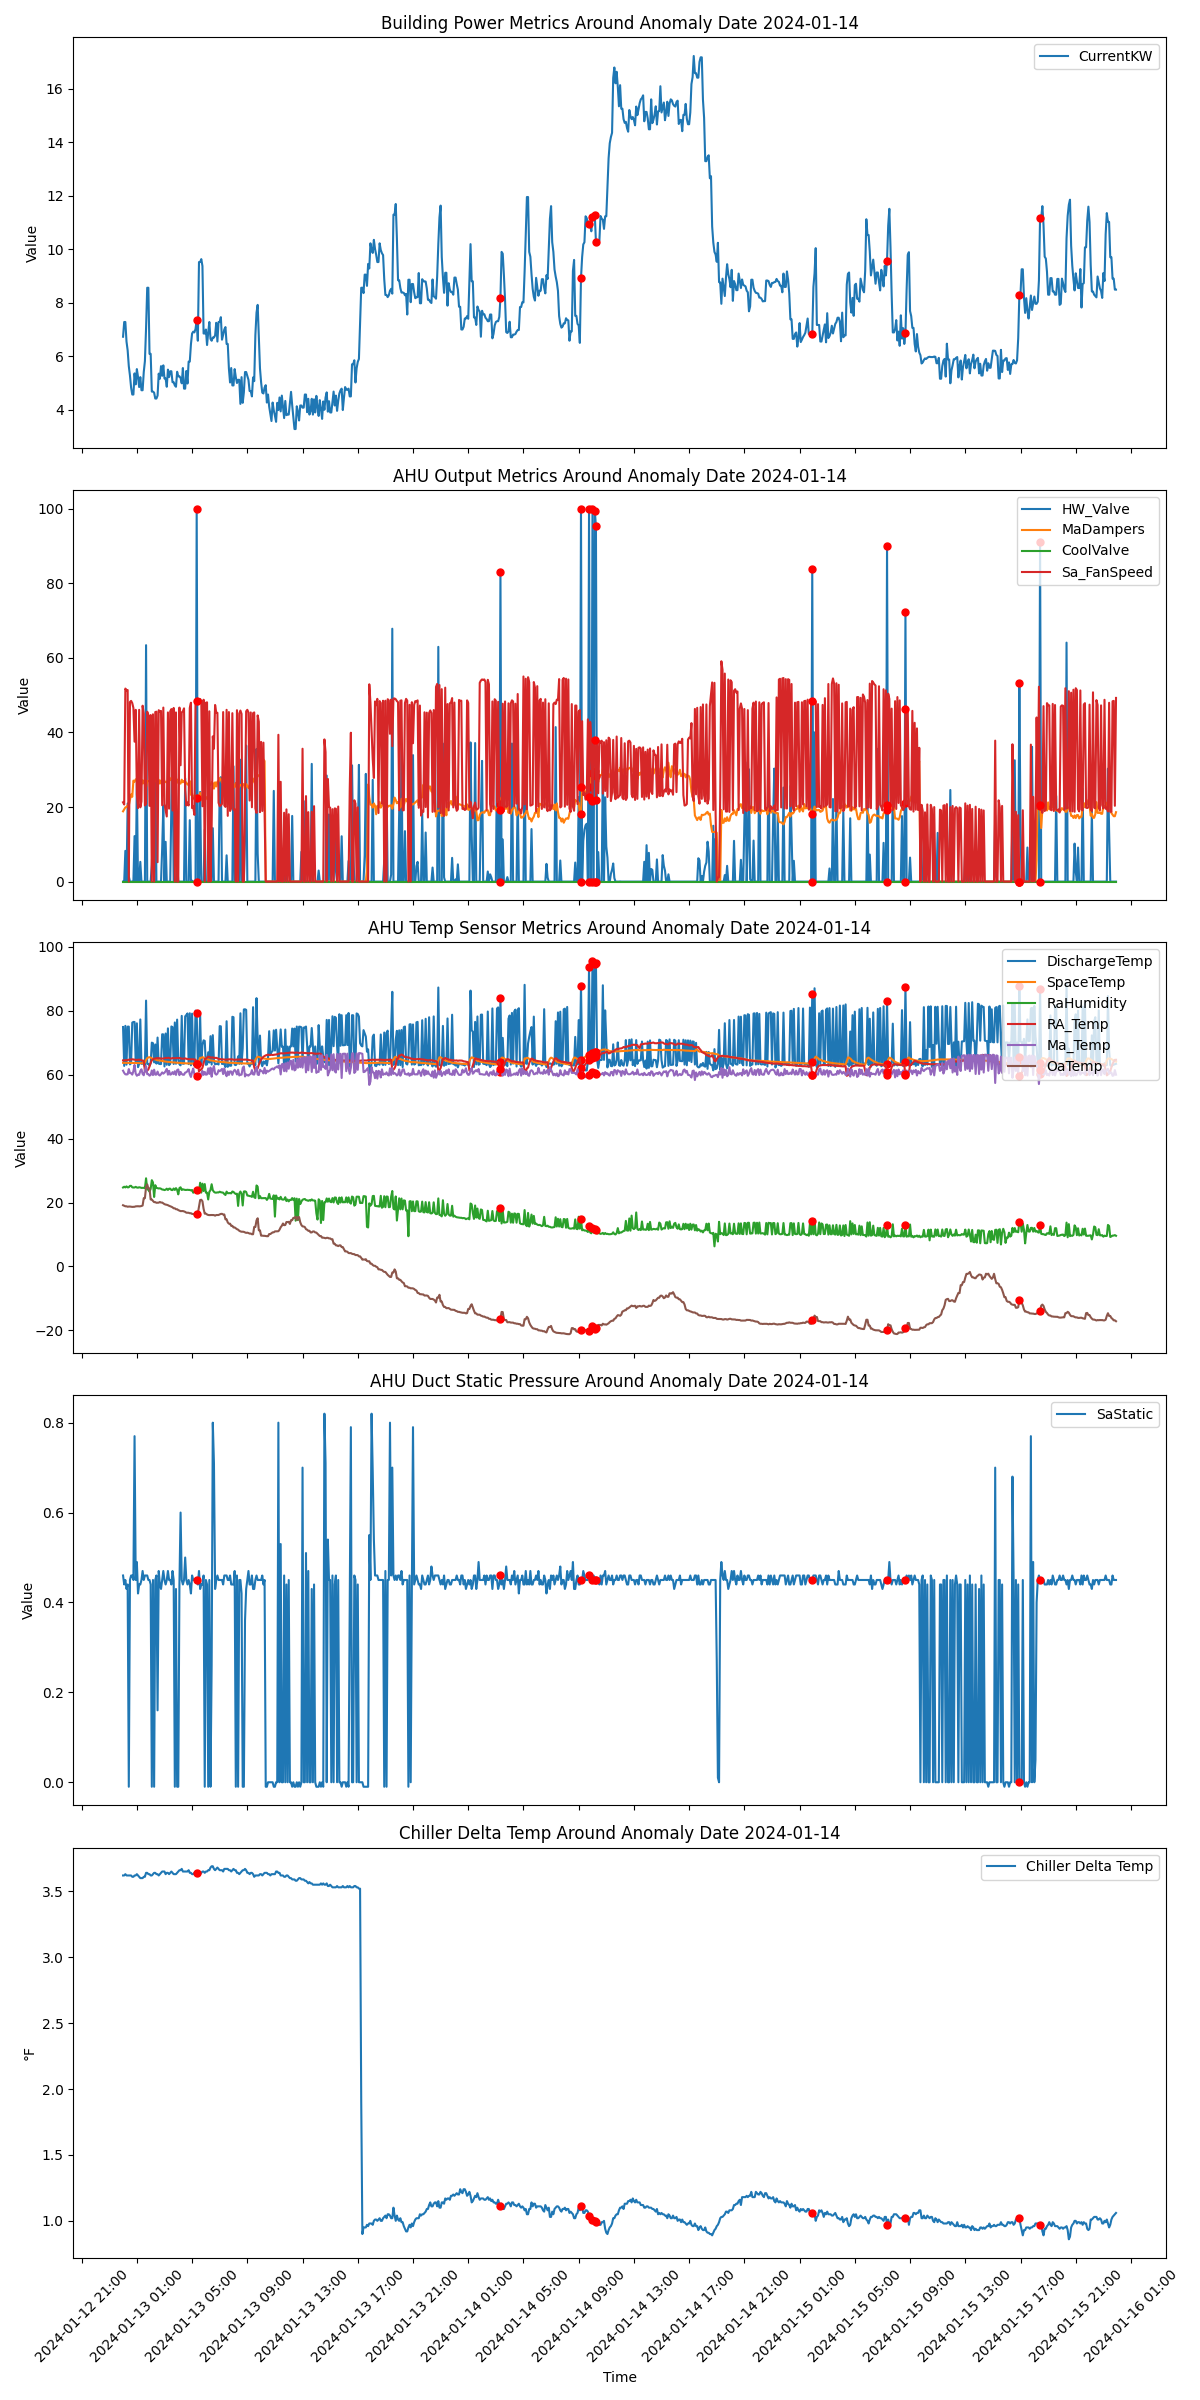 Building Power Metrics Around Anomaly Date 2024-01-14
CurrentKW
16
14
12
10
8
6
4
Value
AHU Output Metrics Around Anomaly Date 2024-01-14
HW_Valve
MaDampers
CoolValve
Sa_FanSpeed
100
80
60
40
20
0
Value
AHU Temp Sensor Metrics Around Anomaly Date 2024-01-14
DischargeTemp
SpaceTemp
RaHumidity
RA_Temp
Ma_Temp
OaTemp
100
80
60
40
20
0
−20
Value
AHU Duct Static Pressure Around Anomaly Date 2024-01-14
SaStatic
0.8
0.6
0.4
0.2
0.0
Value
Chiller Delta Temp Around Anomaly Date 2024-01-14
Chiller Delta Temp
3.5
3.0
2.5
2.0
1.5
1.0
°F
2024-01-12 21:00
2024-01-13 01:00
2024-01-13 05:00
2024-01-13 09:00
2024-01-13 13:00
2024-01-13 17:00
2024-01-13 21:00
2024-01-14 01:00
2024-01-14 05:00
2024-01-14 09:00
2024-01-14 13:00
2024-01-14 17:00
2024-01-14 21:00
2024-01-15 01:00
2024-01-15 05:00
2024-01-15 09:00
2024-01-15 13:00
2024-01-15 17:00
2024-01-15 21:00
2024-01-16 01:00
Time